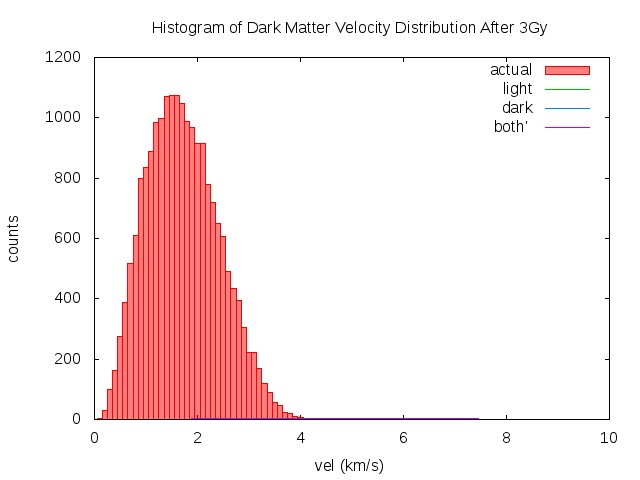 Histogram of Dark Matter Velocity Distribution After 3Gy
1200
1000
800
600
400
200
0
counts
actual
light
dark
both'
0 2 4 6 8 10
vel (km/s)